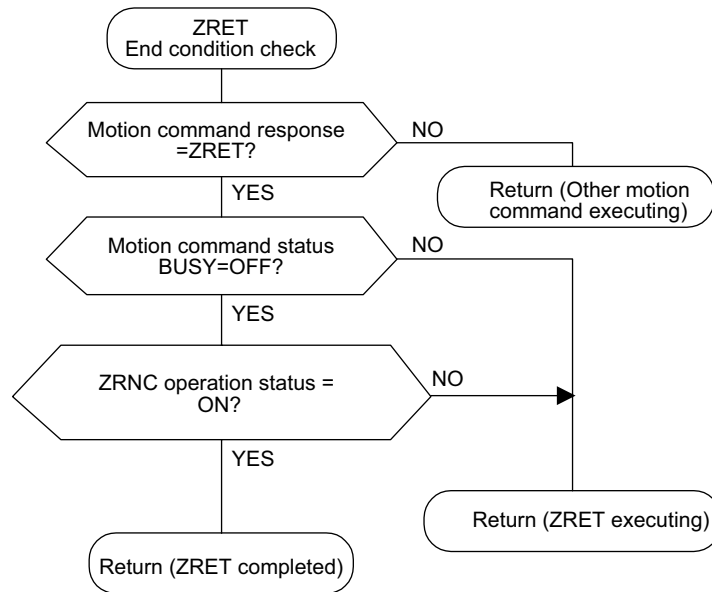 ZRET
End condition check
Motion command response
=ZRET?
NO
YES
Return (Other motion
command executing)
Motion command status
BUSY=OFF?
NO
YES
ZRNC operation status =
ON?
NO
YES
Return (ZRET executing)
Return (ZRET completed)